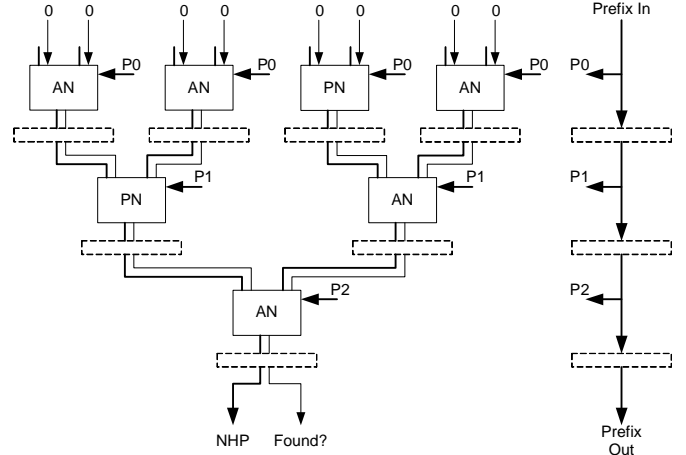 0 0 0 0 0 0 0 0 Prefix In
P0 P0 P0 P0 P0
AN AN PN AN
P1 P1 P1
PN AN
P2 P2
AN
NHP Found? Prefix
Out